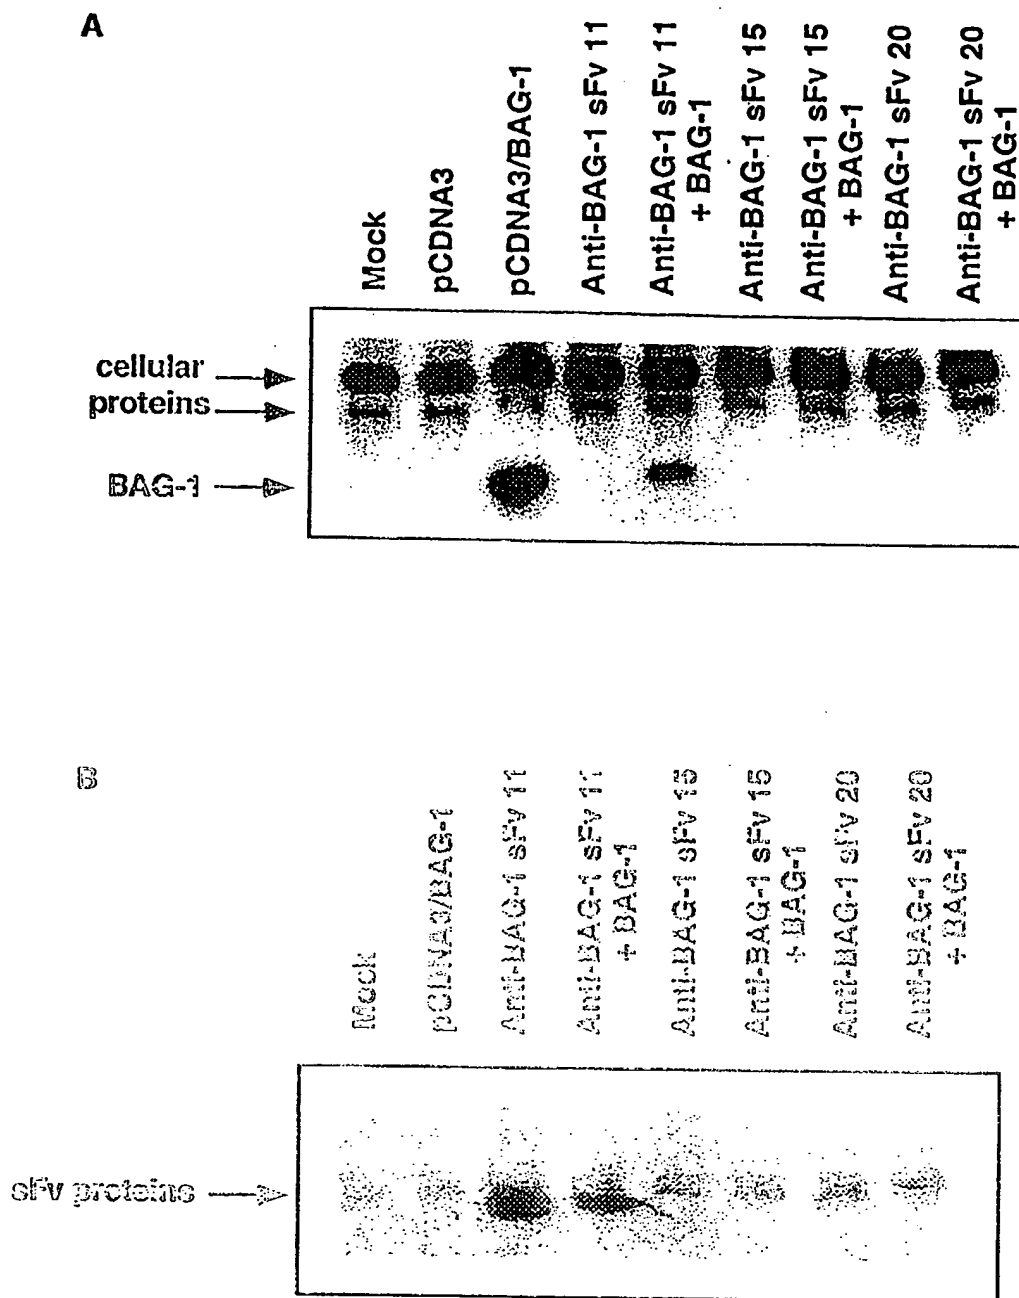 A
Mock
pCDNA3
pCDNA3/BAG-1
Anti-BAG-1 sFv 11
Anti-BAG-1 sFv 11
+ BAG-1
Anti-BAG-1 sFv 15
Anti-BAG-1 sFv 15
+ BAG-1
Anti-BAG-1 sFv 20
Anti-BAG-1 sFv 20
+ BAG-1
cellular
proteins
BAG-1
B
Mock
pCDNA3/BAG-1
Anti-BAG-1 sFv 11
Anti-BAG-1 sFv 11
+ BAG-1
Anti-BAG-1 sFv 15
Anti-BAG-1 sFv 15
+ BAG-1
Anti-BAG-1 sFv 20
Anti-BAG-1 sFv 20
+ BAG-1
sFv proteins